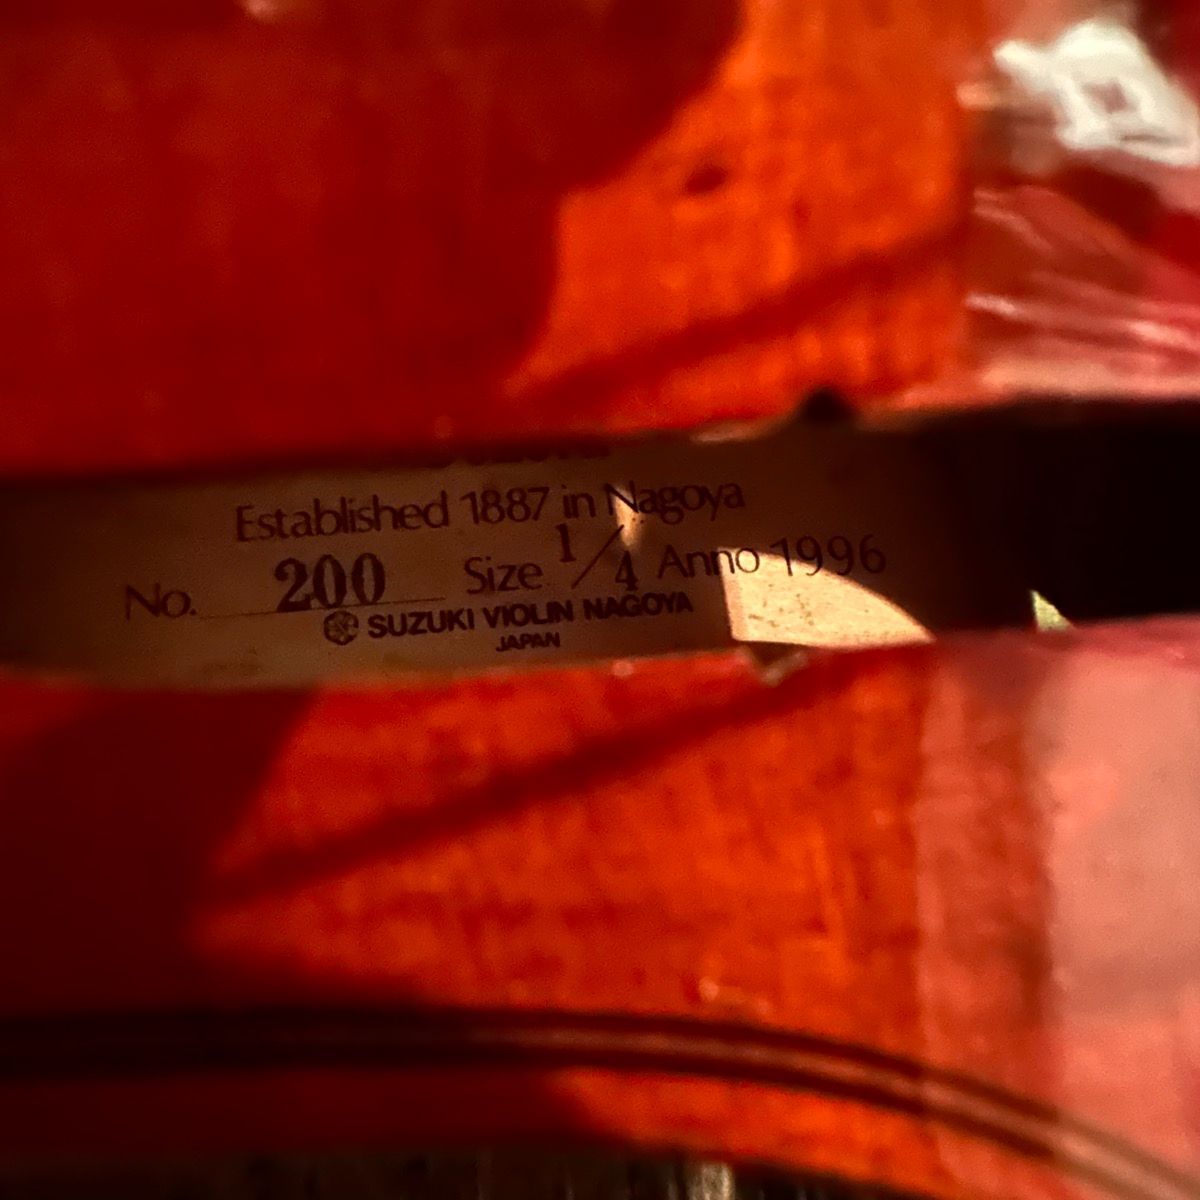 Established 1887 in Nagoya
No. 200 Size 1/4 Anno 1996
SUZUKI VIOLIN NAGOYA
JAPAN